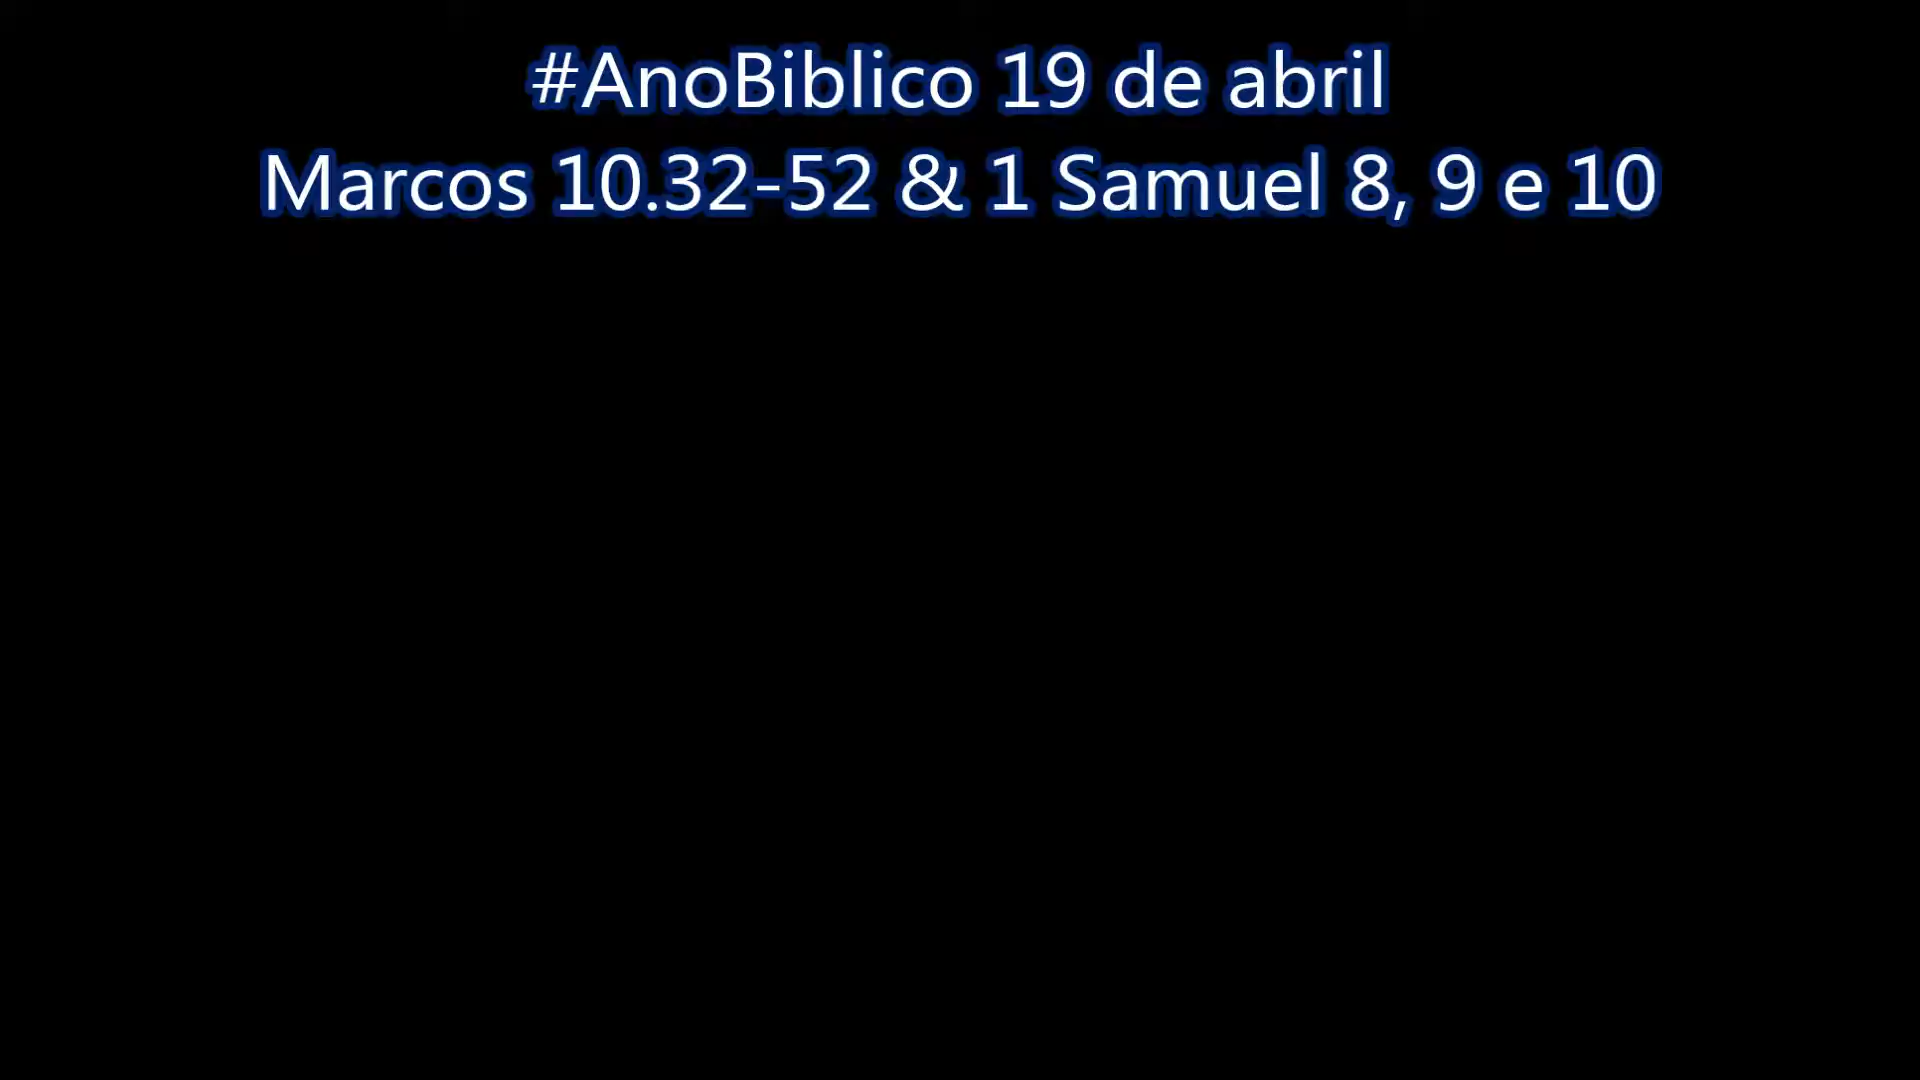 #AnoBiblico 19 de abril
Marcos 10.32-52 & 1 Samuel 8, 9 e 10